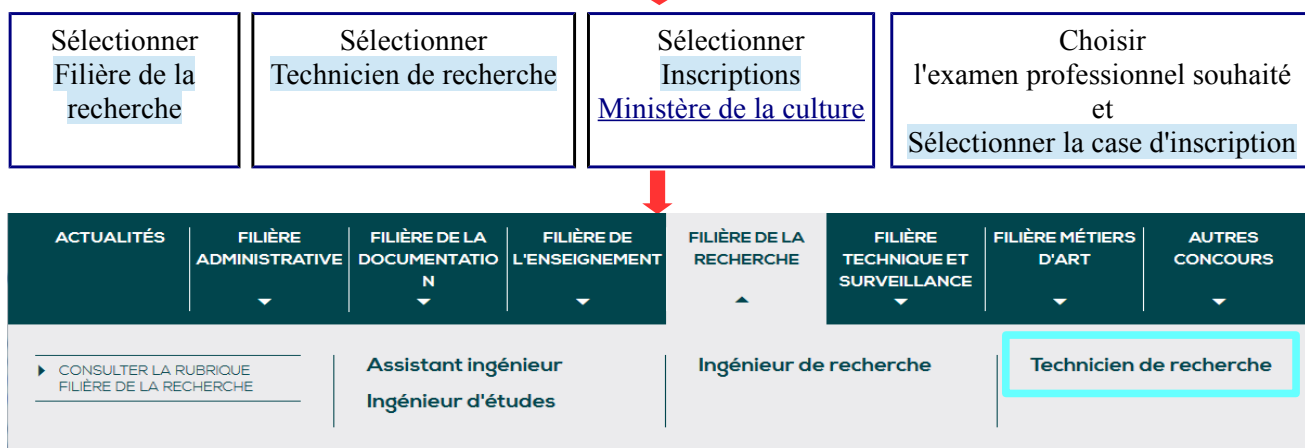 Sélectionner
Filière de la
recherche
Sélectionner
Technicien de recherche
Sélectionner
Inscriptions
Ministère de la culture
Choisir
l'examen professionnel souhaité
et
Sélectionner la case d'inscription
ACTUALITÉS
FILIÈRE
ADMINISTRATIVE
FILIÈRE DE LA
DOCUMENTATIO
N
FILIÈRE DE
L'ENSEIGNEMENT
FILIÈRE DE LA
RECHERCHE
FILIÈRE
TECHNIQUE ET
SURVEILLANCE
FILIÈRE MÉTIERS
D'ART
AUTRES
CONCOURS
CONSULTER LA RUBRIQUE
FILIÈRE DE LA RECHERCHE
Assistant ingénieur
Ingénieur d'études
Ingénieur de recherche
Technicien de recherche